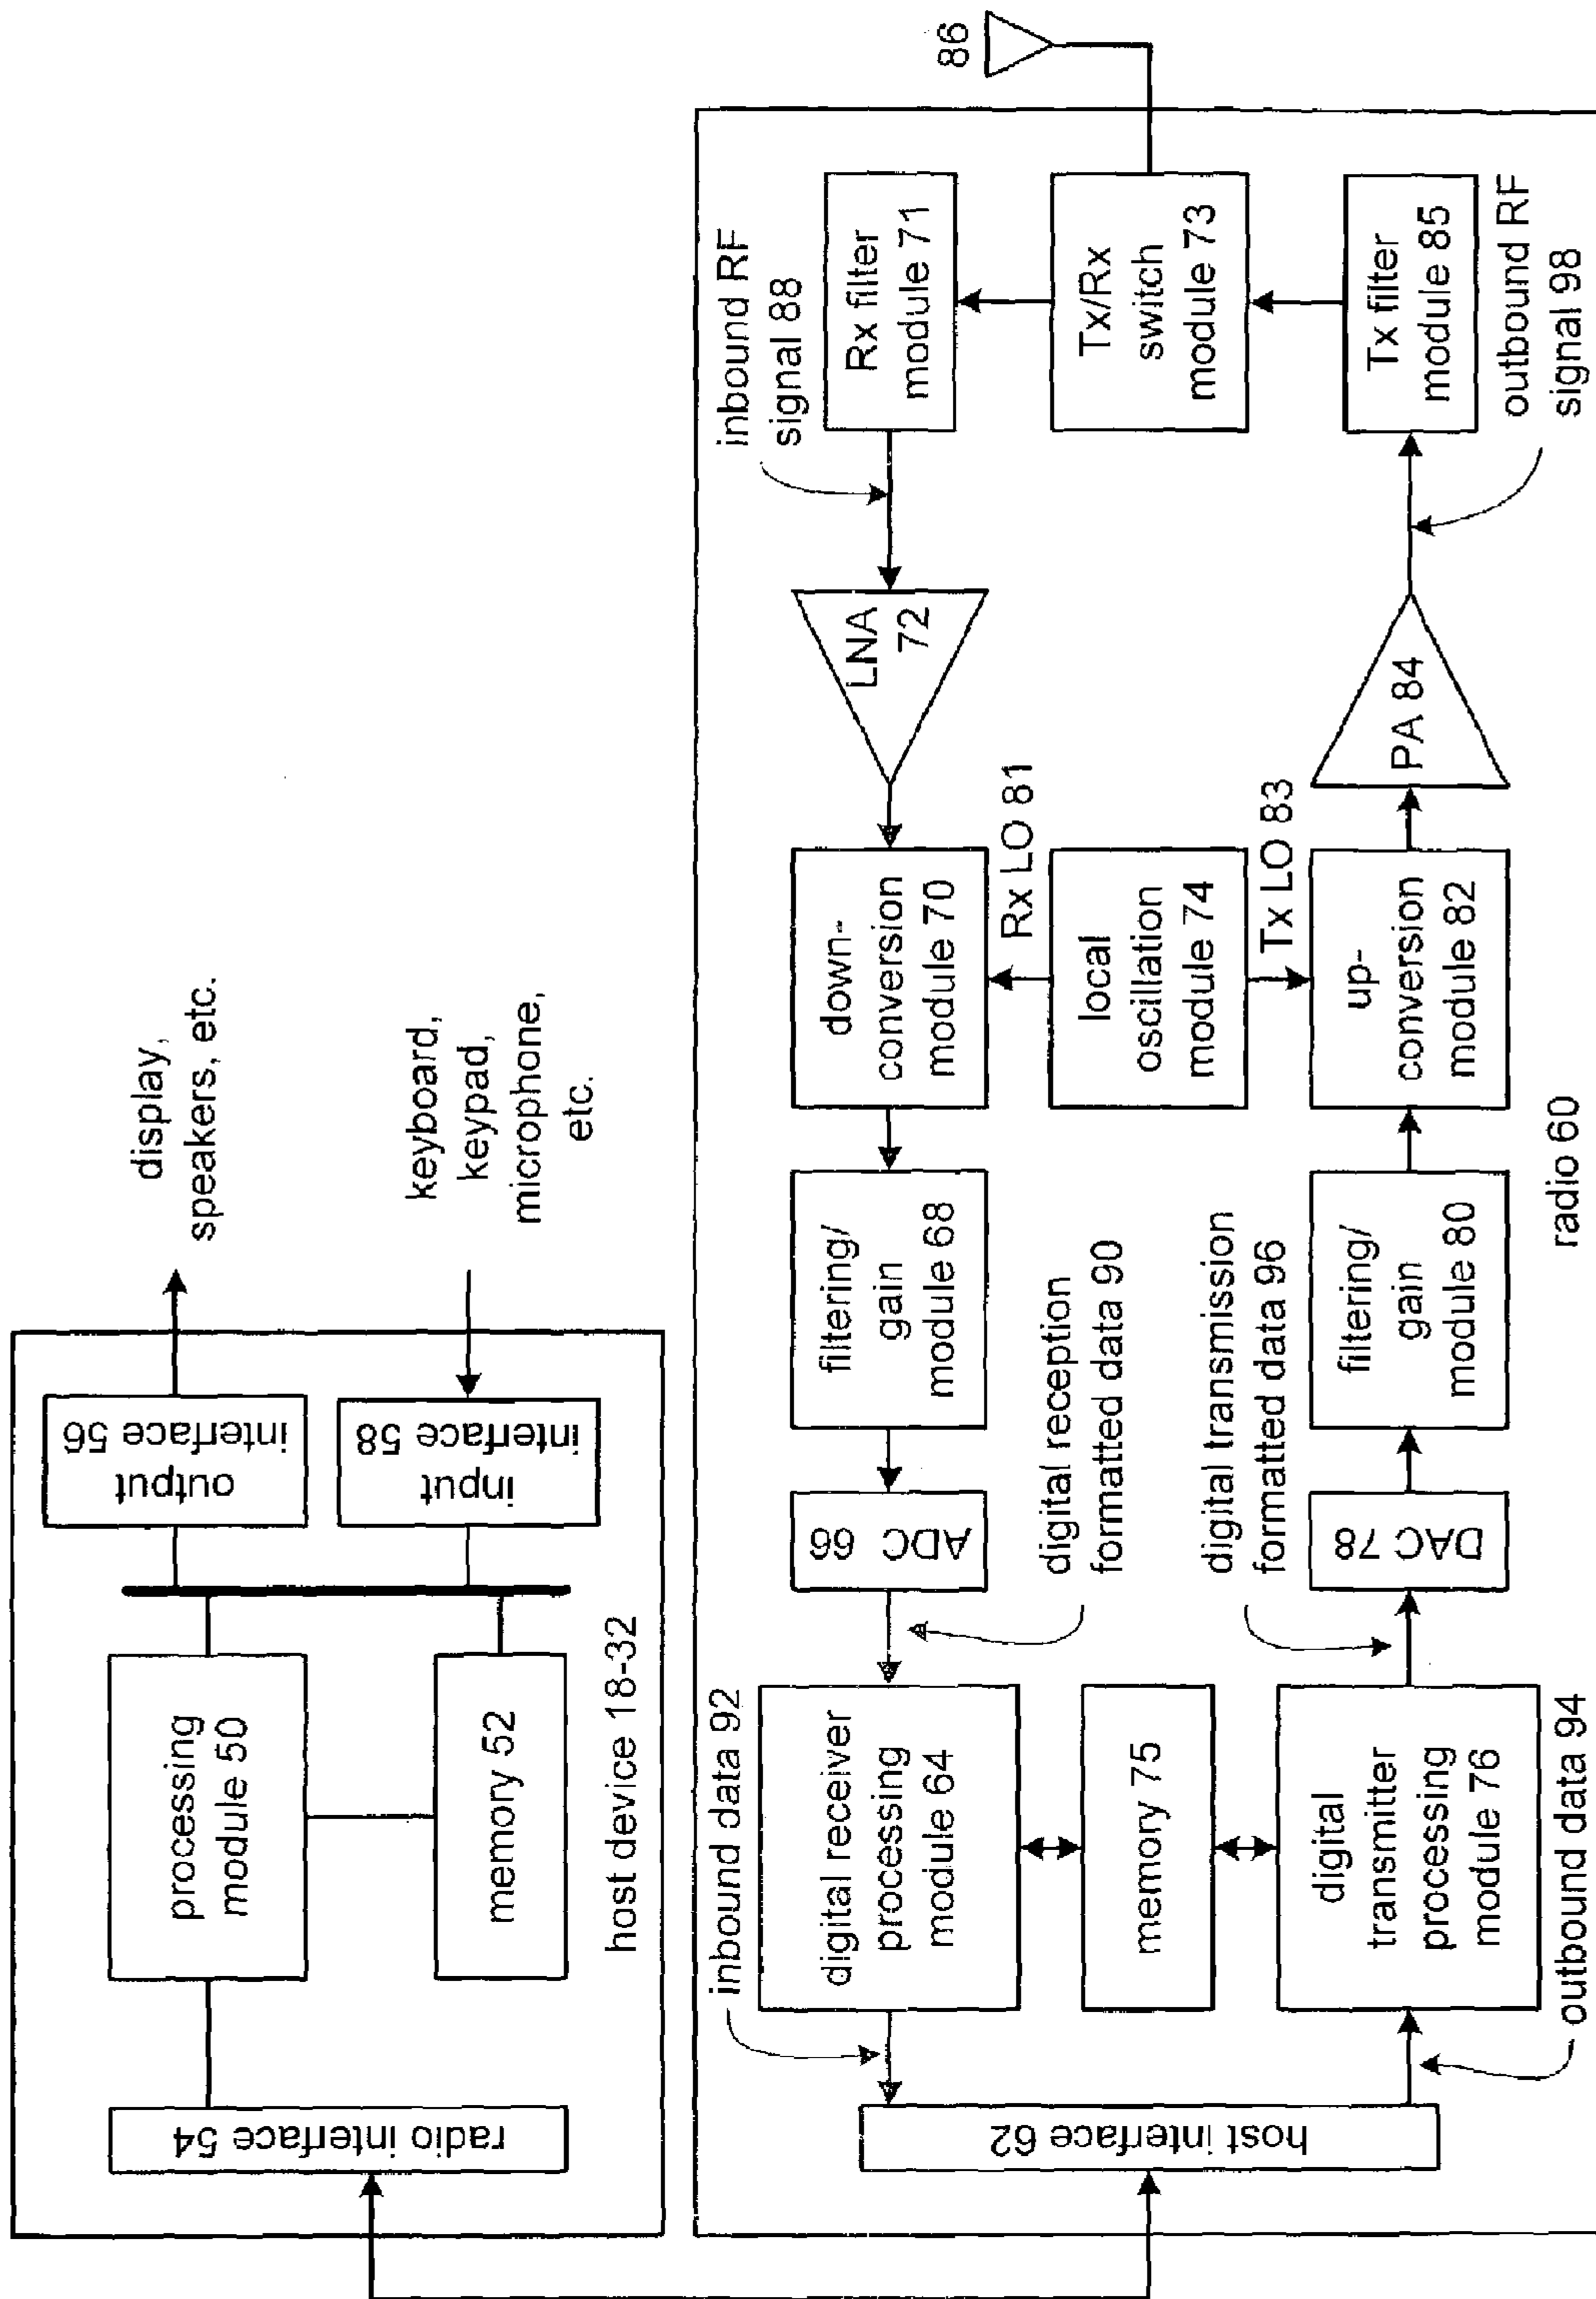 radio interface 54
processing
module 50
memory 52
host device 18-32
output
interface 56
input
interface 58
display,
speakers, etc.
keyboard,
keypad,
microphone,
etc.
host interface 62
inbound data 92
digital receiver
processing
module 64
memory 75
digital
transmitter
processing
module 76
outbound data 94
ADC 66
digital reception
formatted data 90
digital transmission
formatted data 96
DAC 78
filtering/
gain
module 68
filtering/
gain
module 80
radio 60
down-
conversion
module 70
Rx LO 81
local
oscillation
module 74
Tx LO 83
up-
conversion
module 82
LNA
72
PA 84
inbound RF
signal 88
Rx filter
module 71
Tx/Rx
switch
module 73
Tx filter
module 85
outbound RF
signal 98
86